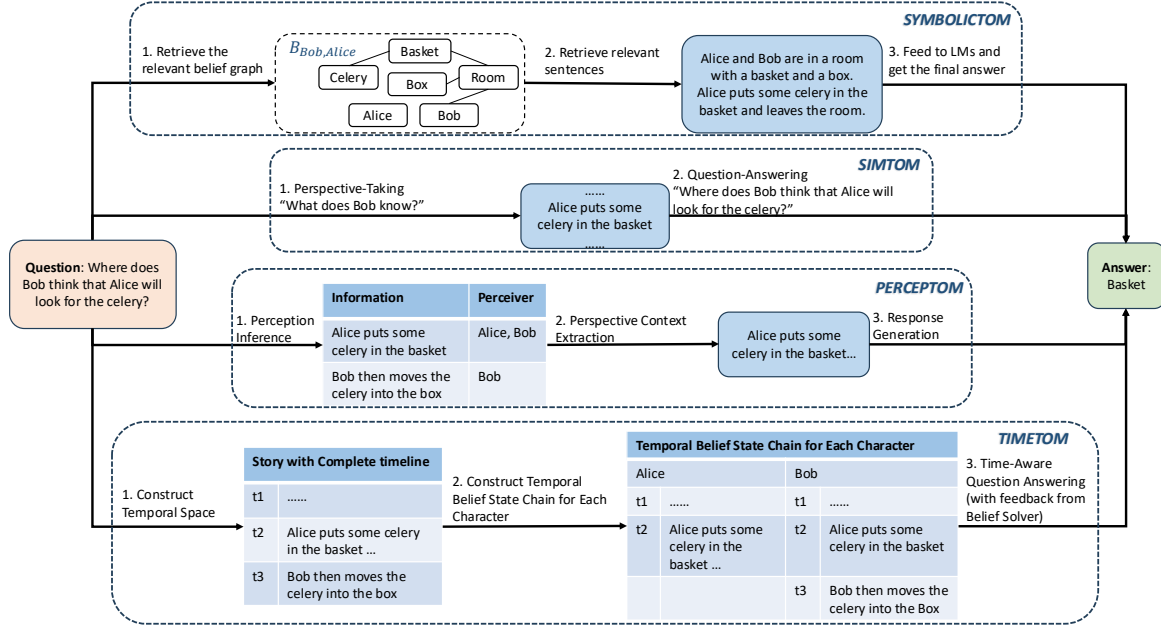 SYMBOLICTOM
1. Retrieve the
relevant belief graph
B_{Bob,Alice}
Basket
Celery
Box
Room
Alice
Bob
2. Retrieve relevant
sentences
Alice and Bob are in a room
with a basket and a box.
Alice puts some celery in the
basket and leaves the room.
3. Feed to LMs and
get the final answer
SIMTOM
1. Perspective-Taking
“What does Bob know?”
......
Alice puts some
celery in the basket
......
2. Question-Answering
“Where does Bob think that Alice will
look for the celery?”
Question: Where does
Bob think that Alice will
look for the celery?
Answer:
Basket
PERCEPTOM
1. Perception
Inference
Information
Perceiver
Alice puts some
celery in the basket
Alice, Bob
Bob then moves the
celery into the box
Bob
2. Perspective Context
Extraction
Alice puts some
celery in the basket…
3. Response
Generation
TIMETOM
1. Construct
Temporal Space
Story with Complete timeline
t1
......
t2
Alice puts some celery
in the basket …
t3
Bob then moves the
celery into the box
2. Construct Temporal
Belief State Chain for Each
Character
Temporal Belief State Chain for Each Character
Alice
Bob
t1
......
t1
......
t2
Alice puts some
celery in the
basket …
t2
Alice puts some
celery in the basket
t3
Bob then moves the
celery into the Box
3. Time-Aware
Question Answering
(with feedback from
Belief Solver)